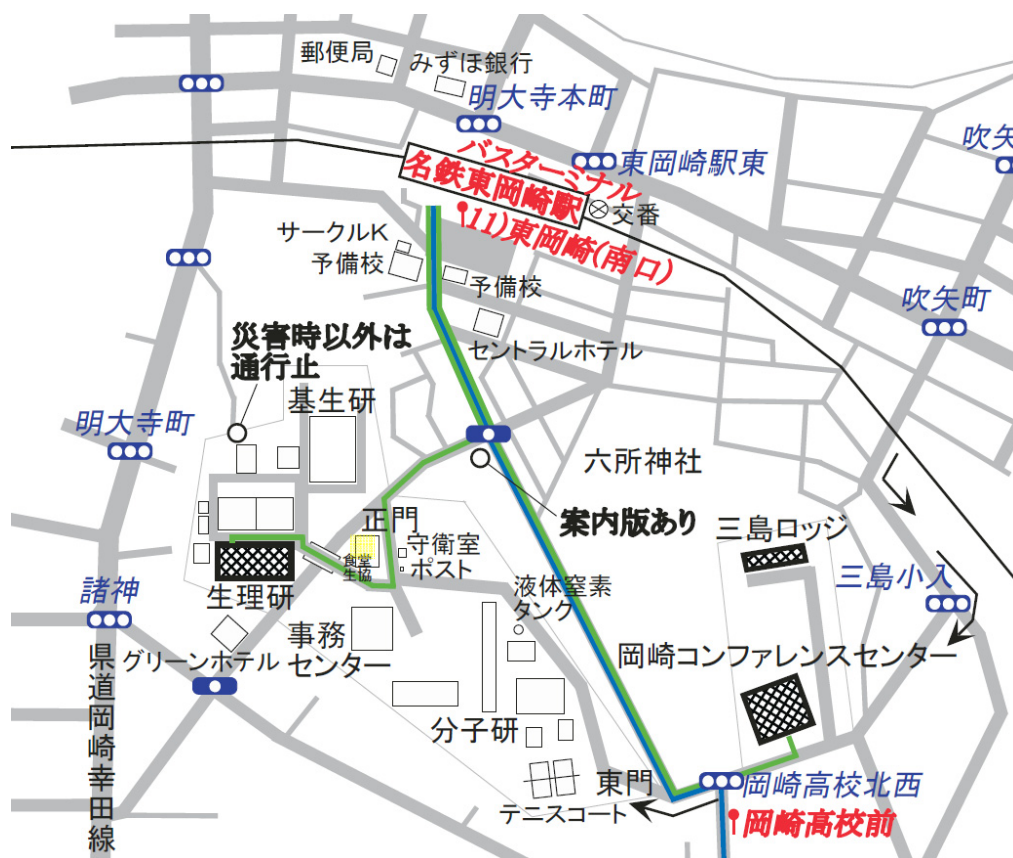 郵便局
みずほ銀行
明大寺本町
吹矢
バスターミナル
東岡崎駅東
名鉄東岡崎駅
交番
11)東岡崎(南口)
サークルK
予備校
予備校
吹矢町
災害時以外は
通行止
セントラルホテル
基生研
明大寺町
六所神社
正門
案内版あり
守衛室
ポスト
食堂
生協
三島ロッジ
生理研
諸神
液体窒素
タンク
三島小入
事務
センター
グリーンホテル
岡崎コンファレンスセンター
県道岡崎幸田線
分子研
東門
テニスコート
岡崎高校北西
岡崎高校前